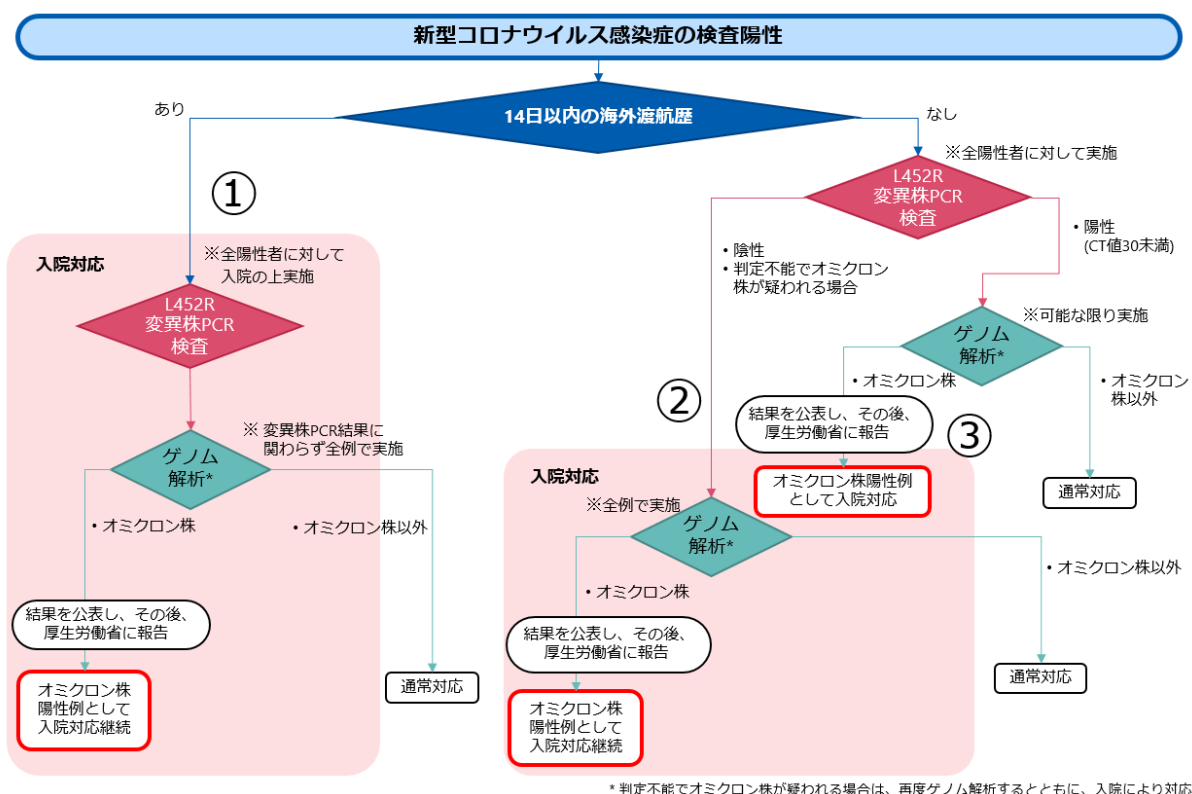 新型コロナウイルス感染症の検査陽性
14日以内の海外渡航歴
あり
なし
①
※全陽性者に対して
入院の上実施
入院対応
L452R
変異株PCR
検査
※ 変異株PCR結果に
関わらず全例で実施
ゲノム
解析*
・オミクロン株
・オミクロン株以外
結果を公表し、その後、
厚生労働省に報告
オミクロン株
陽性例として
入院対応継続
通常対応
※全陽性者に対して実施
L452R
変異株PCR
検査
・陰性
・判定不能でオミクロン
株が疑われる場合
・陽性
(CT値30未満)
②
入院対応
※全例で実施
ゲノム
解析*
・オミクロン株
・オミクロン株以外
結果を公表し、その後、
厚生労働省に報告
オミクロン株
陽性例として
入院対応継続
通常対応
※可能な限り実施
ゲノム
解析*
・オミクロン株
・オミクロン
株以外
結果を公表し、その後、
厚生労働省に報告
③
オミクロン株陽性例
として入院対応
通常対応
* 判定不能でオミクロン株が疑われる場合は、再度ゲノム解析するとともに、入院により対応